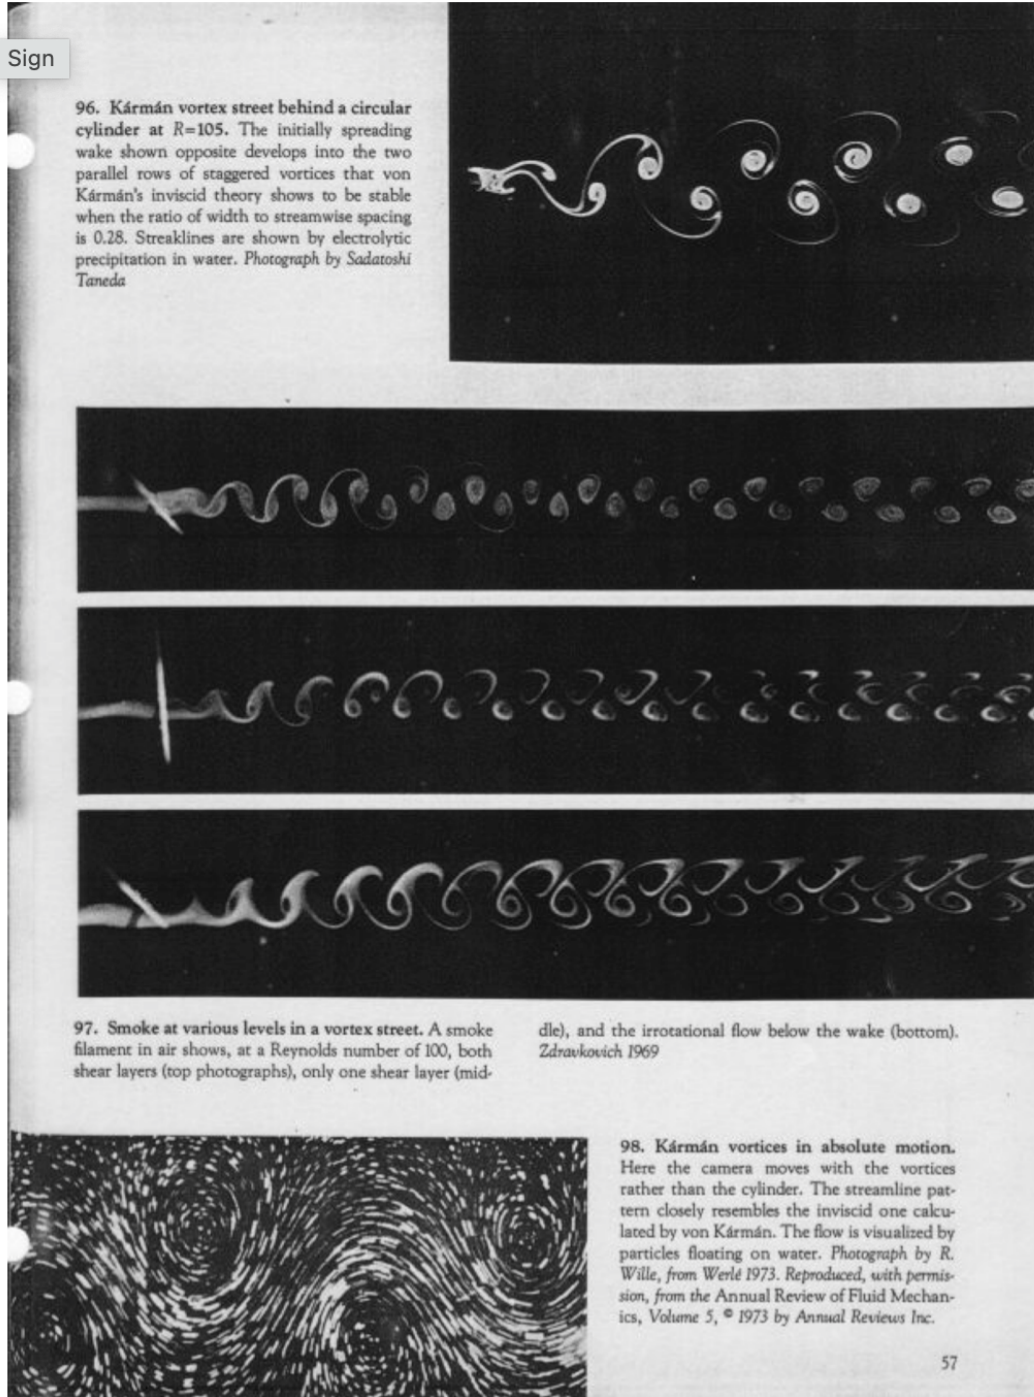 Sign
96. Kármán vortex street behind a circular
cylinder at R=105. The initially spreading
wake shown opposite develops into the two
parallel rows of staggered vortices that von
Kármán's inviscid theory shows to be stable
when the ratio of width to streamwise spacing
is 0.28. Streaklines are shown by electrolytic
precipitation in water. Photograph by Sadatoshi
Taneda
97. Smoke at various levels in a vortex street. A smoke
filament in air shows, at a Reynolds number of 100, both
shear layers (top photographs), only one shear layer (mid-
dle), and the irrotational flow below the wake (bottom).
Zdravkovich 1969
98. Kármán vortices in absolute motion.
Here the camera moves with the vortices
rather than the cylinder. The streamline pat-
tern closely resembles the inviscid one calcu-
lated by von Kármán. The flow is visualized by
particles floating on water. Photograph by R.
Wille, from Werlé 1973. Reproduced, with permis-
sion, from the Annual Review of Fluid Mechan-
ics, Volume 5, © 1973 by Annual Reviews Inc.
57